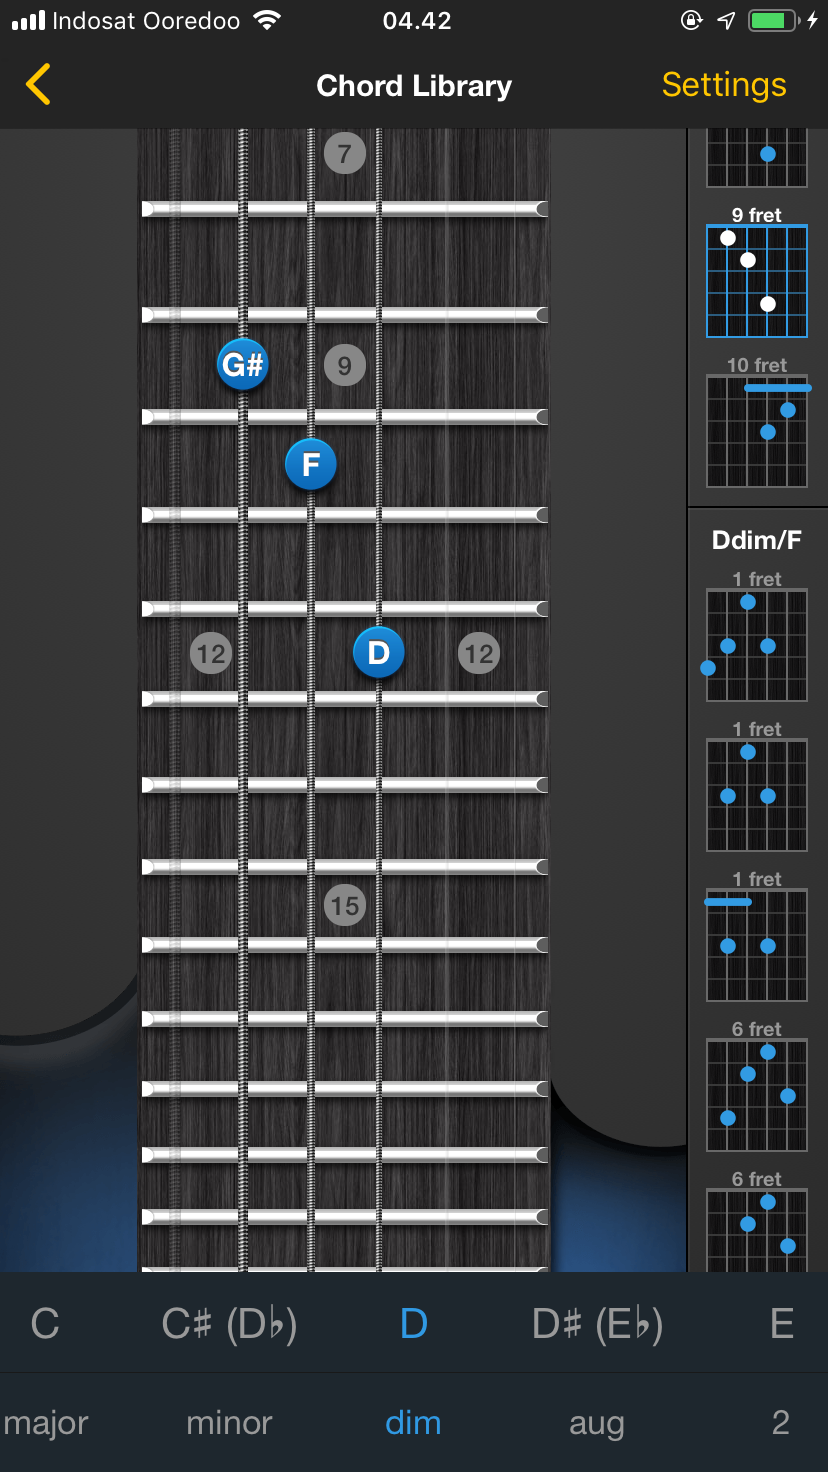 Indosat Ooredoo 04.42
Chord Library Settings
7
9 fret
G# 9
10 fret
F
Ddim/F
1 fret
12 D 12
1 fret
1 fret
15
6 fret
6 fret
C C♯ (D♭) D D♯ (E♭) E
major minor dim aug 2